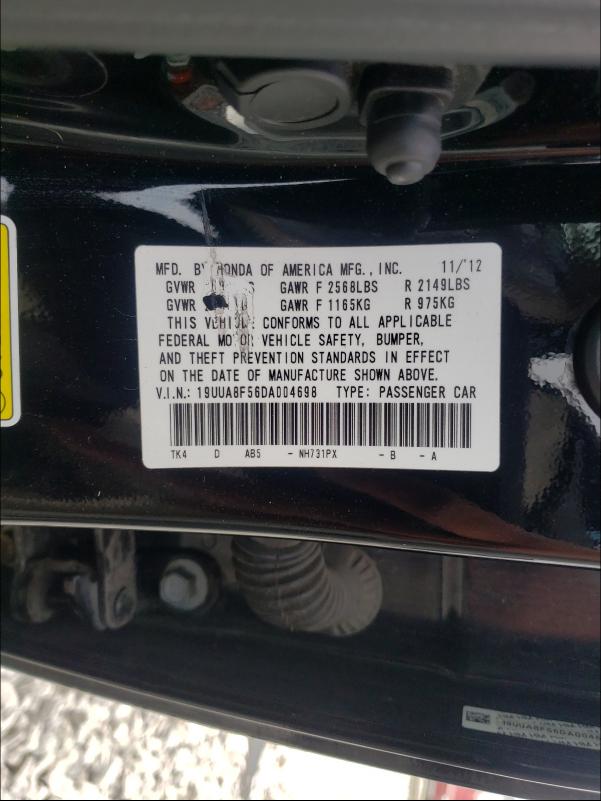 MFD. BY HONDA OF AMERICA MFG., INC. 11/'12
GVWR GAWR F 2568LBS R 2149LBS
GVWR GAWR F 1165KG R 975KG
THIS VEHICLE CONFORMS TO ALL APPLICABLE
FEDERAL MOTOR VEHICLE SAFETY, BUMPER,
AND THEFT PREVENTION STANDARDS IN EFFECT
ON THE DATE OF MANUFACTURE SHOWN ABOVE.
V.I.N.: 19UUA8F56DA004698 TYPE: PASSENGER CAR
TK4 D AB5 - NH731PX - B - A